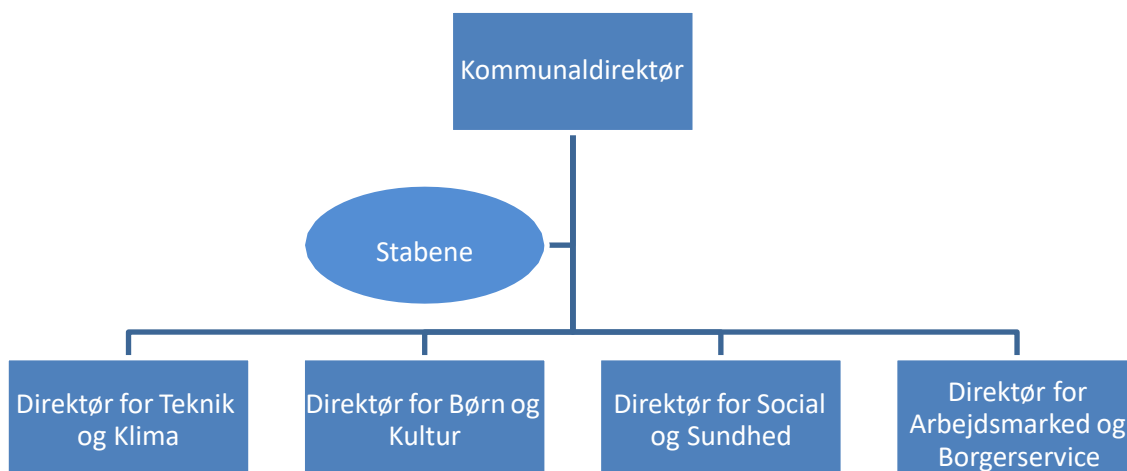 Kommunaldirektør
Stabene
Direktør for Teknik
og Klima
Direktør for Børn og
Kultur
Direktør for Social
og Sundhed
Direktør for
Arbejdsmarked og
Borgerservice